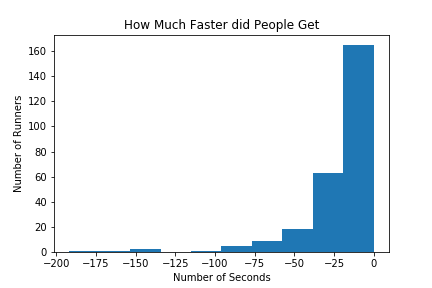 How Much Faster did People Get
Number of Runners
160
140
120
100
80
60
40
20
0
−200 −175 −150 −125 −100 −75 −50 −25 0
Number of Seconds